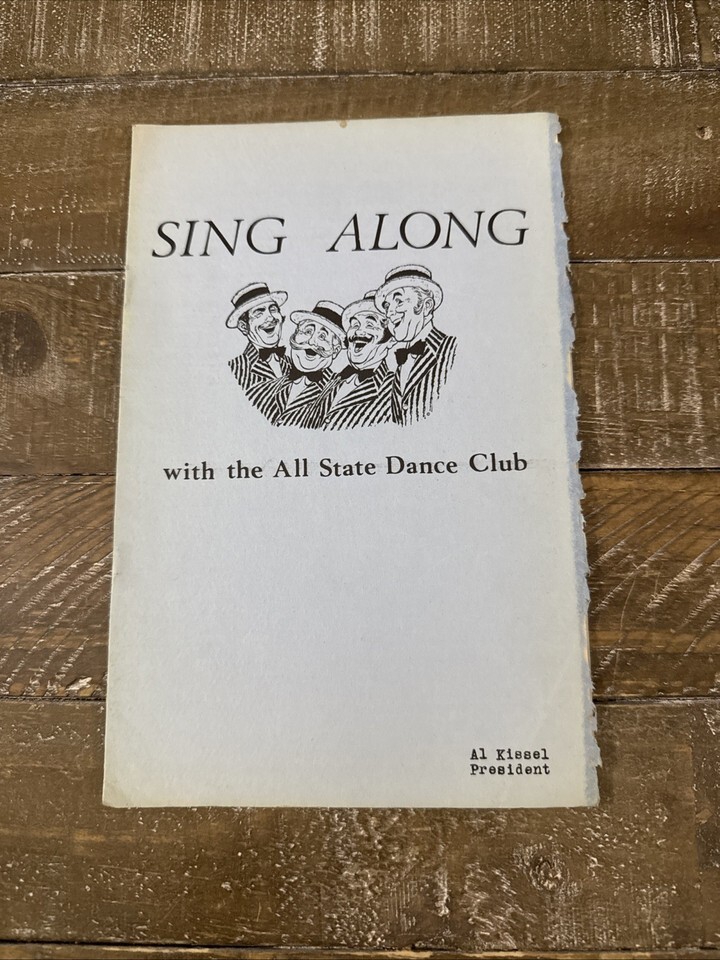 SING ALONG
with the All State Dance Club
Al Kissel
President